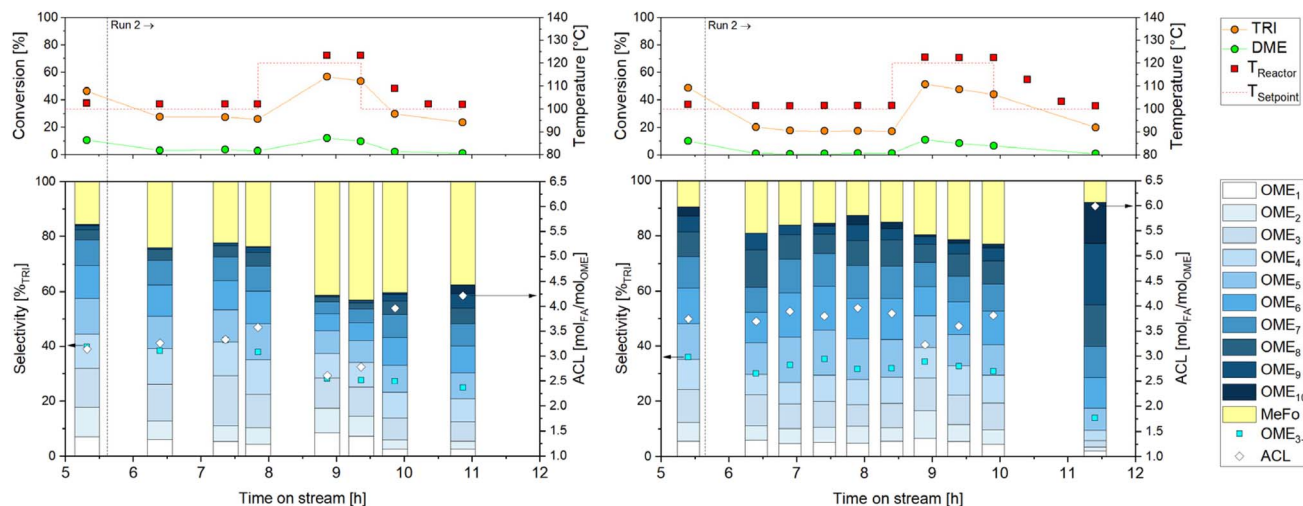 Run 2 →
Conversion [%]
100
80
60
40
20
0
Temperature [°C]
140
130
120
110
100
90
80
Selectivity [%TRI]
100
80
60
40
20
0
ACL [molFA/molOME]
6.5
6.0
5.5
5.0
4.5
4.0
3.5
3.0
2.5
2.0
1.5
1.0
5 6 7 8 9 10 11 12
Time on stream [h]
Run 2 →
Conversion [%]
100
80
60
40
20
0
Temperature [°C]
140
130
120
110
100
90
80
Selectivity [%TRI]
100
80
60
40
20
0
ACL [molFA/molOME]
6.5
6.0
5.5
5.0
4.5
4.0
3.5
3.0
2.5
2.0
1.5
1.0
5 6 7 8 9 10 11 12
Time on stream [h]
TRI
DME
TReactor
TSetpoint
OME1
OME2
OME3
OME4
OME5
OME6
OME7
OME8
OME9
OME10
MeFo
OME3-
ACL